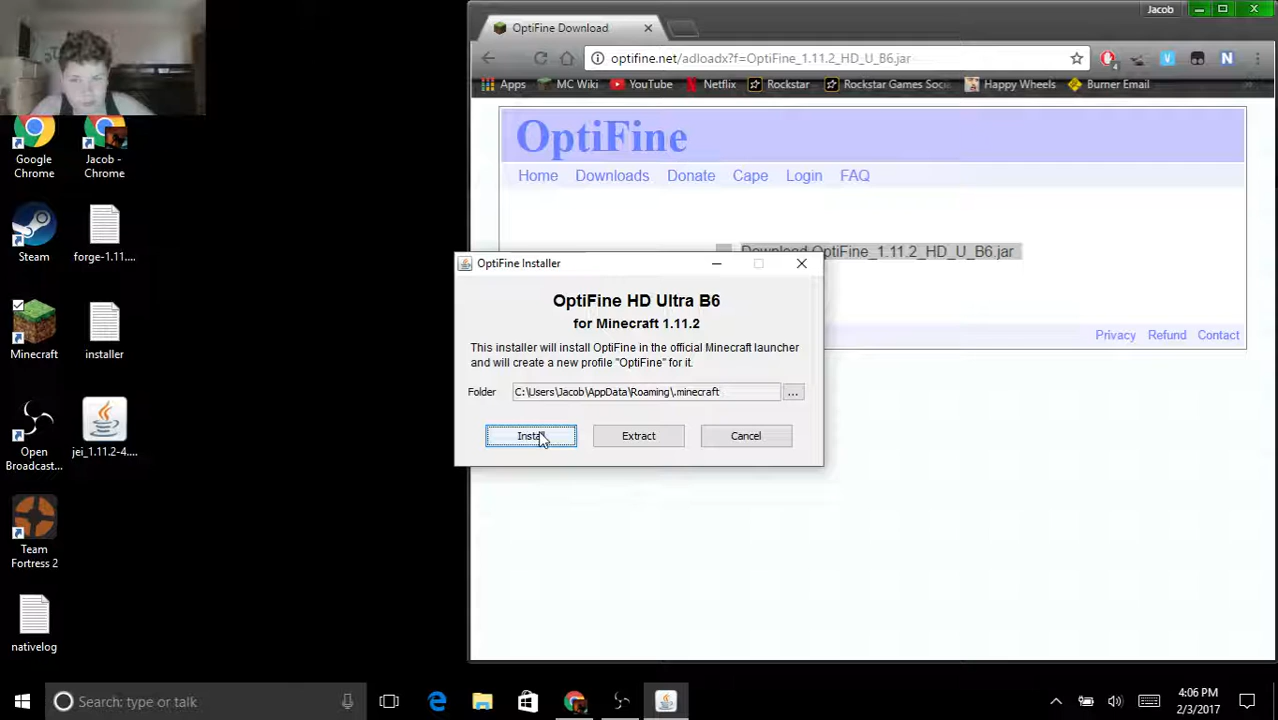 Jacob
OptiFine Download
optifine.net/adloadx?f=OptiFine_1.11.2_HD_U_B6.jar
4
Apps
MC Wiki
YouTube
Netflix
Rockstar
Rockstar Games Soci
Happy Wheels
Burner Email
OptiFine
Home
Downloads
Donate
Cape
Login
FAQ
Download OptiFine_1.11.2_HD_U_B6.jar
Privacy
Refund
Contact
OptiFine Installer
OptiFine HD Ultra B6
for Minecraft 1.11.2
This installer will install OptiFine in the official Minecraft launcher
and will create a new profile "OptiFine" for it.
Folder
C:\Users\Jacob\AppData\Roaming\.minecraft
...
Install
Extract
Cancel
Google
Chrome
Jacob -
Chrome
Steam
forge-1.11....
Minecraft
installer
Open
Broadcast...
jei_1.11.2-4....
Team
Fortress 2
nativelog
Search: type or talk
4:06 PM
2/3/2017